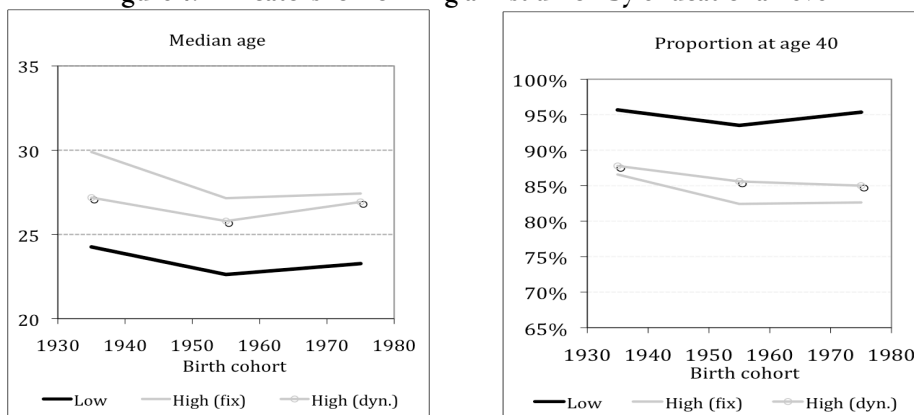 Median age
35
30
25
20
1930 1940 1950 1960 1970 1980
Birth cohort
Low High (fix) High (dyn.)
Proportion at age 40
100%
95%
90%
85%
80%
75%
70%
65%
1930 1940 1950 1960 1970 1980
Birth cohort
Low High (fix) High (dyn.)